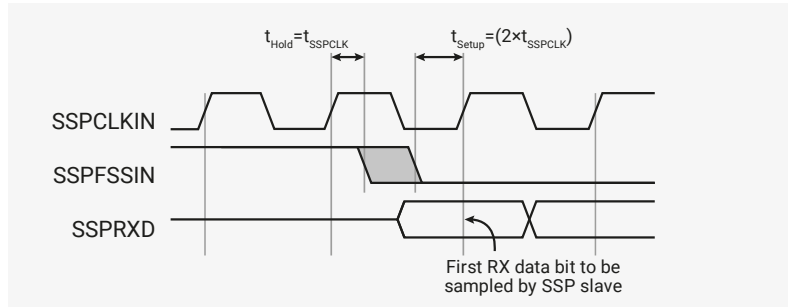 tHold=tSSPCLK
tSetup=(2×tSSPCLK)
SSPCLKIN
SSPFSSIN
SSPRXD
First RX data bit to be
sampled by SSP slave